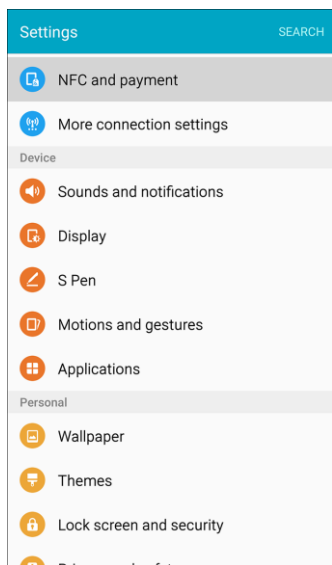 Settings
SEARCH
NFC and payment
More connection settings
Device
Sounds and notifications
Display
S Pen
Motions and gestures
Applications
Personal
Wallpaper
Themes
Lock screen and security